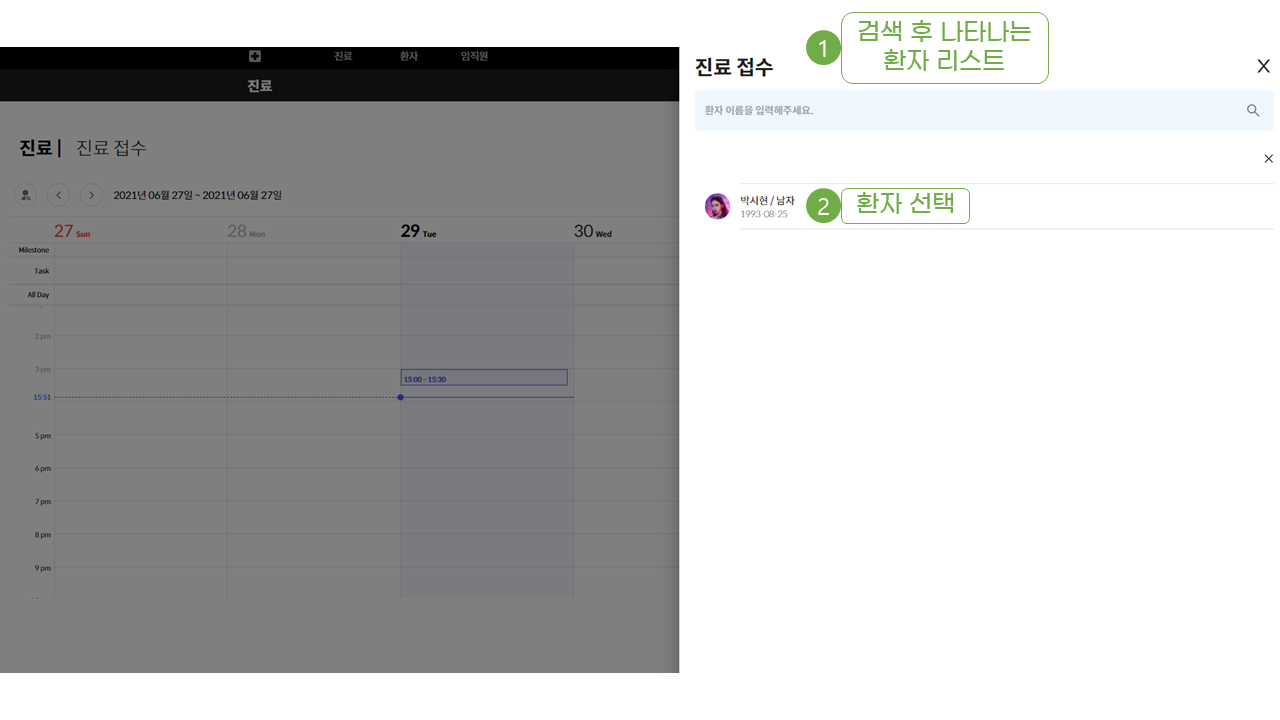 진료 환자 임직원
진료
진료 | 진료 접수
2021년 06월 27일 ~ 2021년 06월 27일
27 Sun 28 Mon 29 Tue 30 Wed
Milestone
Task
All Day
2 pm
3 pm
15:00 - 15:30
15:51
5 pm
6 pm
7 pm
8 pm
9 pm
1 검색 후 나타나는
환자 리스트
진료 접수
환자 이름을 입력해주세요.
박시현 / 남자
1993-08-25
2 환자 선택